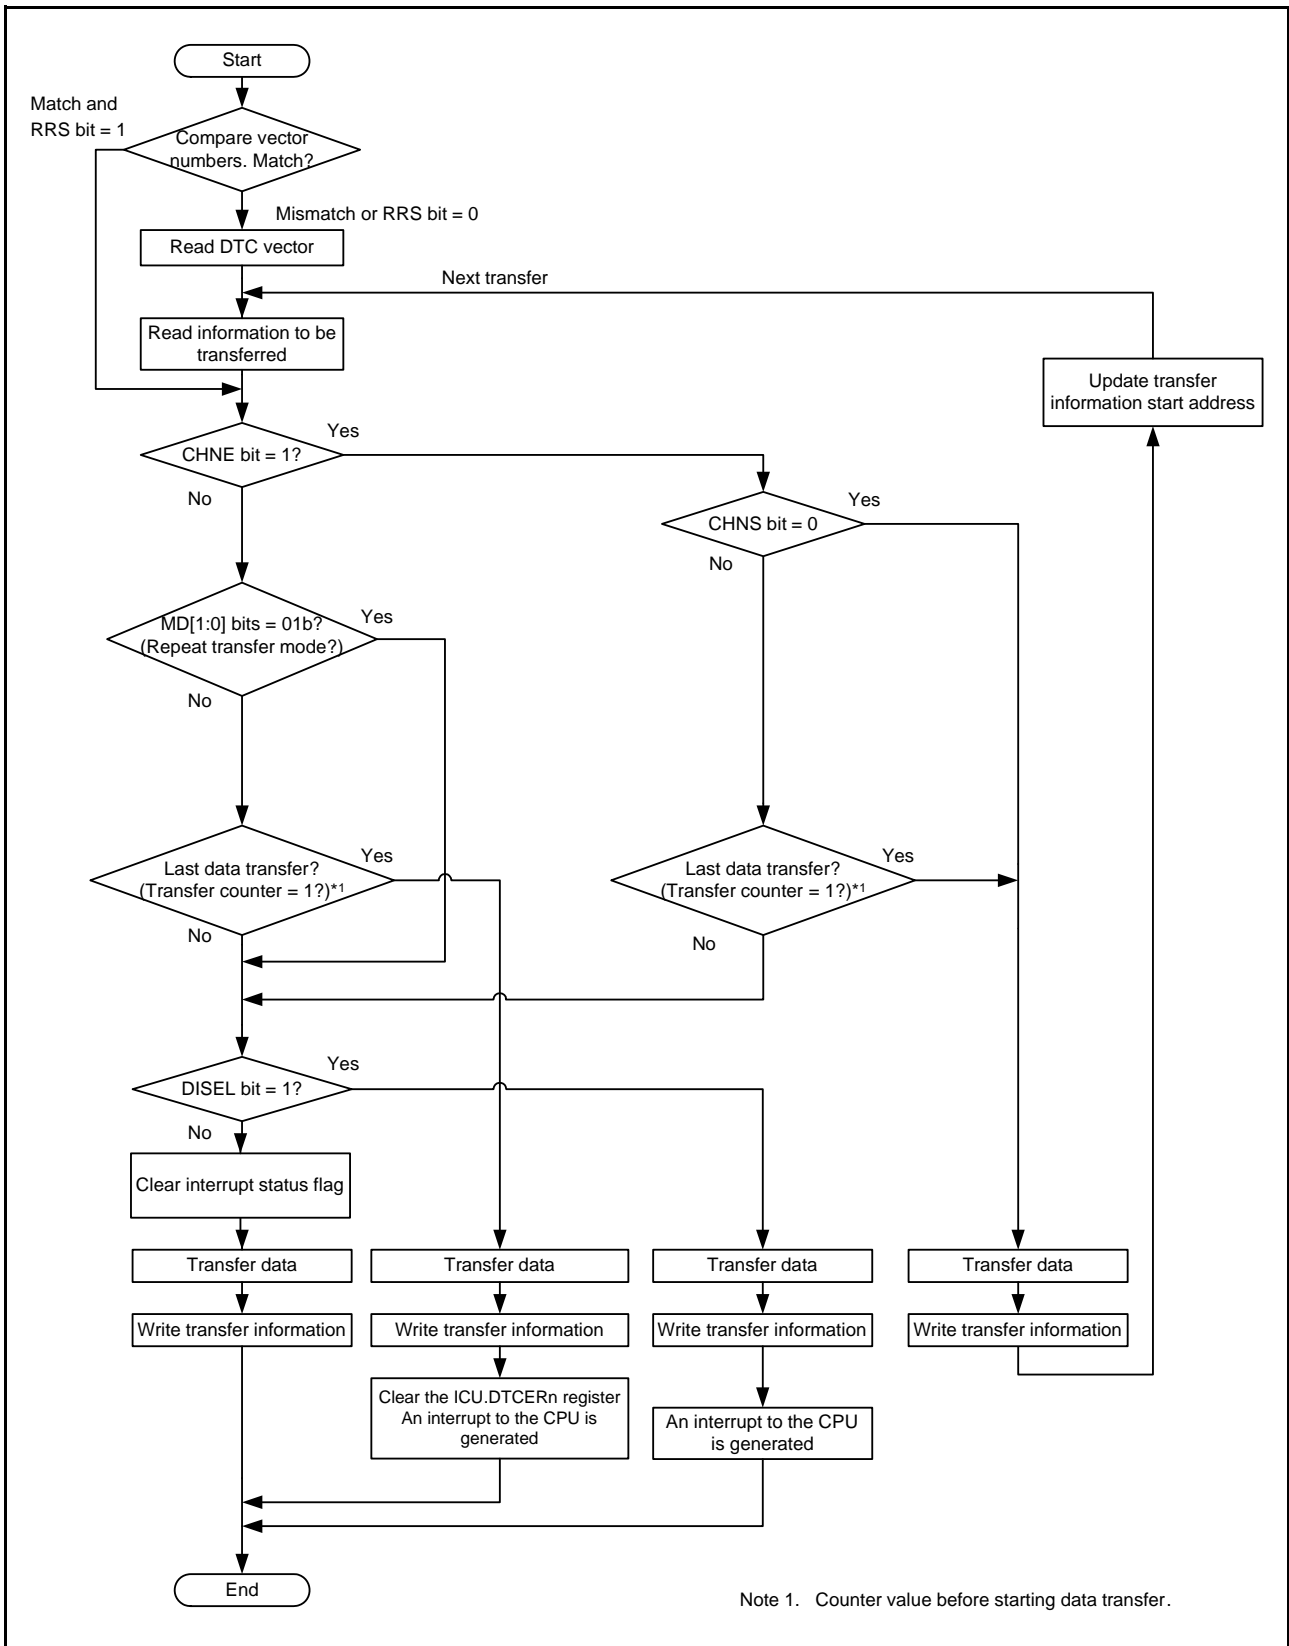 Start
Match and
RRS bit = 1
Compare vector
numbers. Match?
Mismatch or RRS bit = 0
Read DTC vector
Next transfer
Read information to be
transferred
Update transfer
information start address
Yes
CHNE bit = 1?
No
Yes
CHNS bit = 0
No
MD[1:0] bits = 01b?
(Repeat transfer mode?)
Yes
No
Last data transfer?
(Transfer counter = 1?)*1
Yes
No
Last data transfer?
(Transfer counter = 1?)*1
Yes
No
Yes
DISEL bit = 1?
No
Clear interrupt status flag
Transfer data
Transfer data
Transfer data
Transfer data
Write transfer information
Write transfer information
Write transfer information
Write transfer information
Clear the ICU.DTCERn register
An interrupt to the CPU is
generated
An interrupt to the CPU
is generated
End
Note 1. Counter value before starting data transfer.